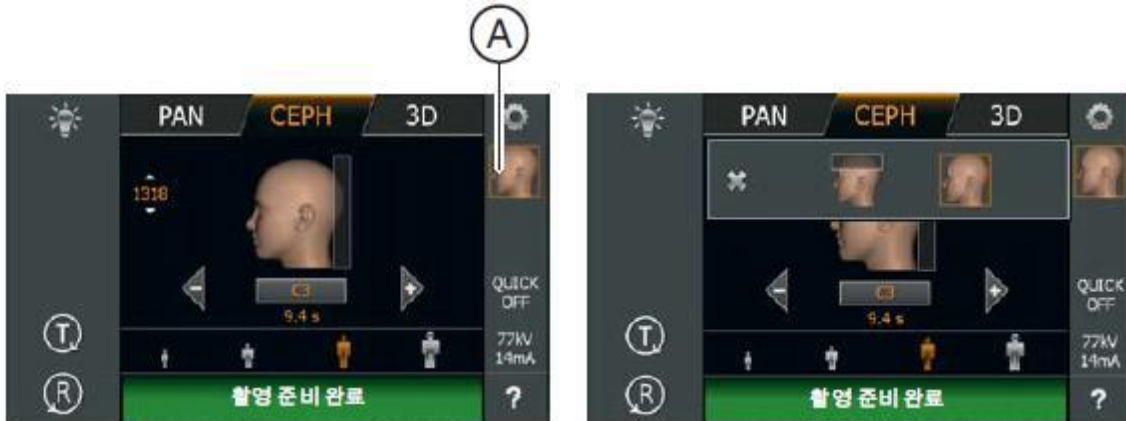 A
PAN CEPH 3D
1318
C3
9.4 s
QUICK
OFF
77kV
14mA
T
R
촬영 준비 완료
?
PAN CEPH 3D
C3
9.4 s
QUICK
OFF
77kV
14mA
T
R
촬영 준비 완료
?